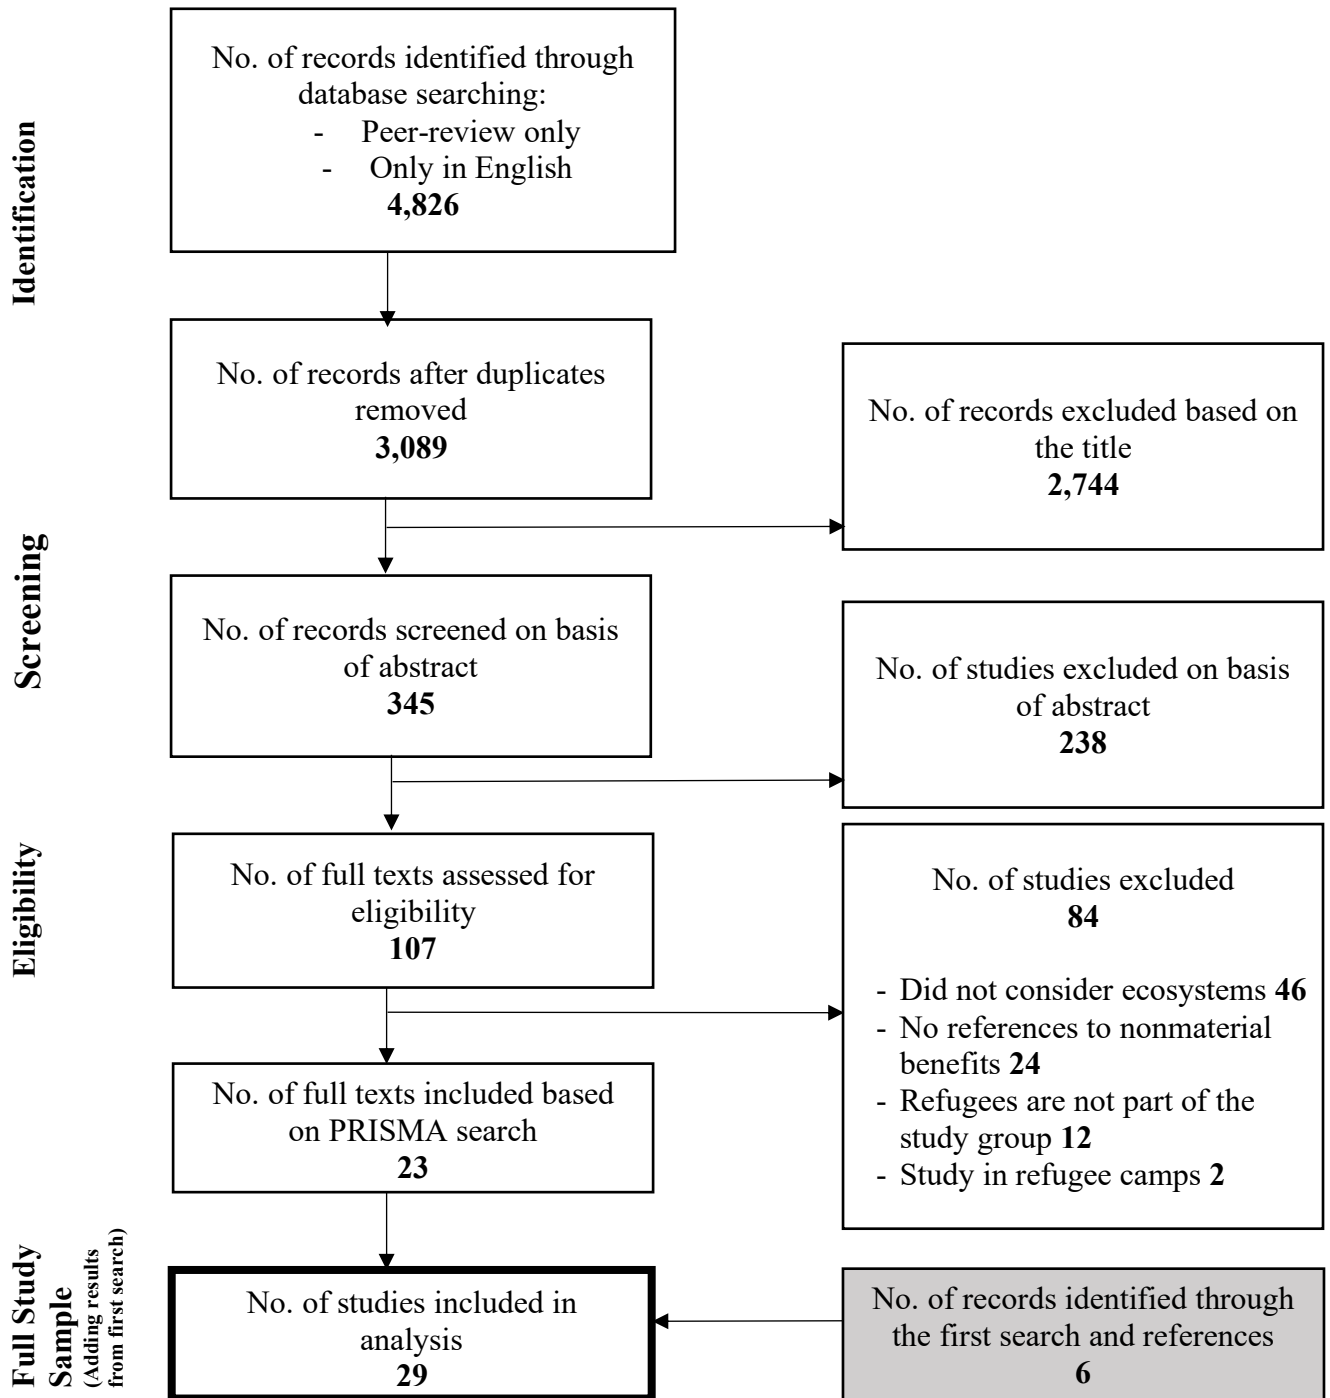 Identification
No. of records identified through
database searching:
- Peer-review only
- Only in English
4,826
No. of records after duplicates
removed
3,089
No. of records excluded based on
the title
2,744
Screening
No. of records screened on basis
of abstract
345
No. of studies excluded on basis
of abstract
238
Eligibility
No. of full texts assessed for
eligibility
107
No. of studies excluded
84
- Did not consider ecosystems 46
- No references to nonmaterial
benefits 24
- Refugees are not part of the
study group 12
- Study in refugee camps 2
No. of full texts included based
on PRISMA search
23
Full Study
Sample
(Adding results
from first search)
No. of studies included in
analysis
29
No. of records identified through
the first search and references
6